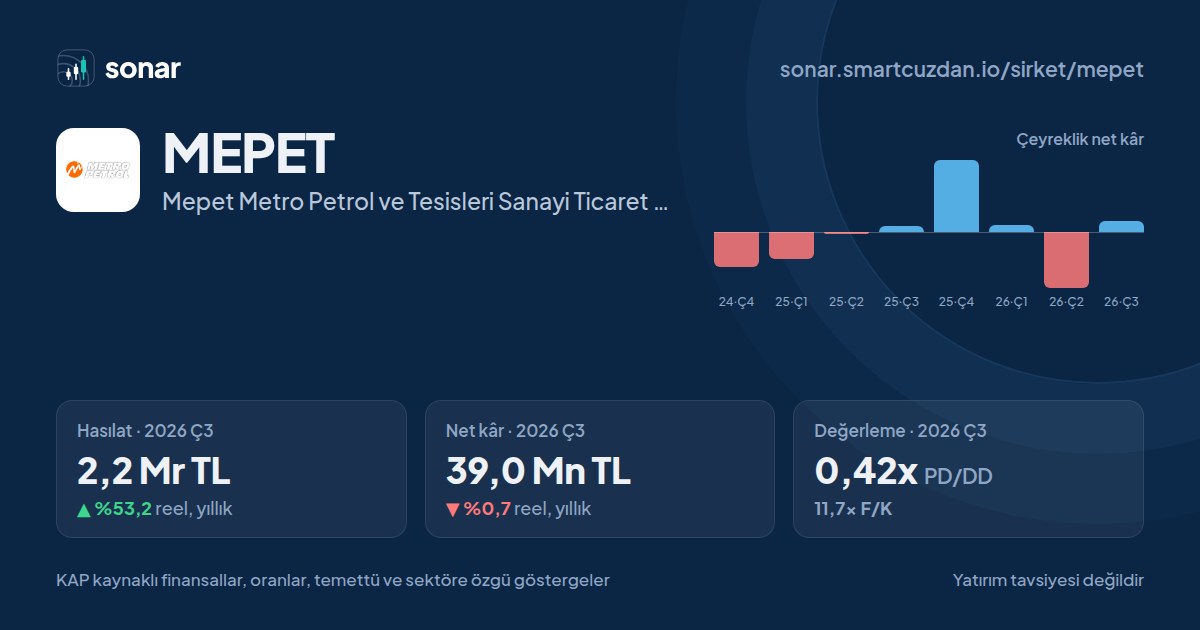 sonar
sonar.smartcuzdan.io/sirket/mepet
METRO
PETROL
MEPET
Mepet Metro Petrol ve Tesisleri Sanayi Ticaret ...
Çeyreklik net kâr
24·Ç4 25·Ç1 25·Ç2 25·Ç3 25·Ç4 26·Ç1 26·Ç2 26·Ç3
Hasılat · 2026 Ç3
2,2 Mr TL
▲ %53,2 reel, yıllık
Net kâr · 2026 Ç3
39,0 Mn TL
▼ %0,7 reel, yıllık
Değerleme · 2026 Ç3
0,42x PD/DD
11,7× F/K
KAP kaynaklı finansallar, oranlar, temettü ve sektöre özgü göstergeler
Yatırım tavsiyesi değildir